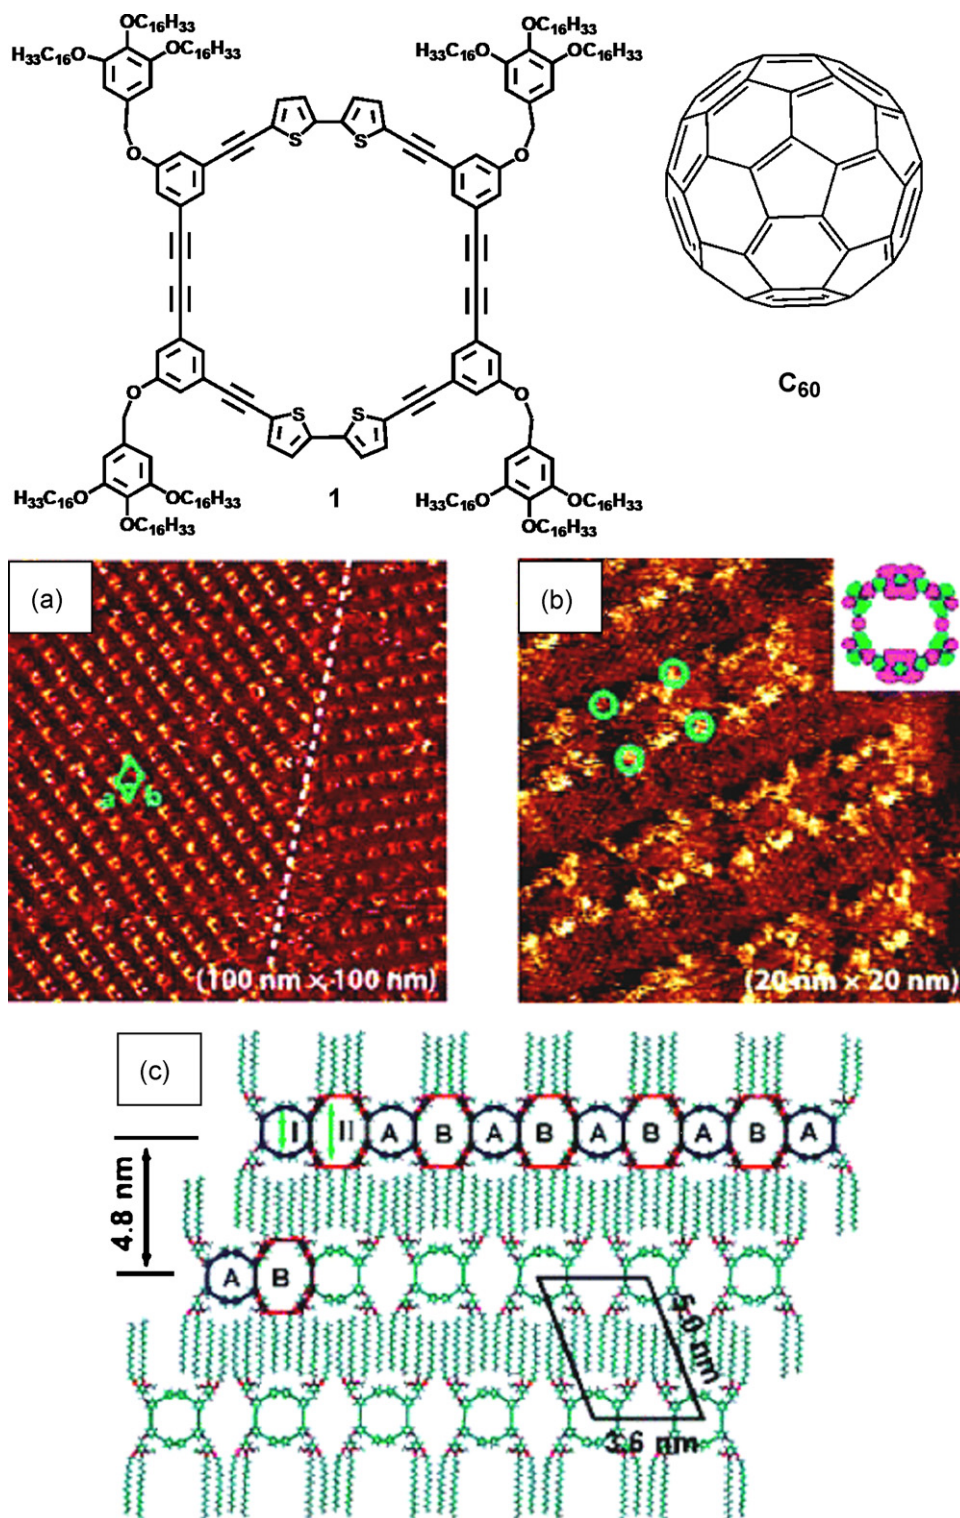 OC16H33
OC16H33
H33C16O
OC16H33
H33C16O
OC16H33
O
S
S
O
O
S
S
O
C60
H33C16O
OC16H33
OC16H33
1
H33C16O
OC16H33
OC16H33
(a)
a
b
(100 nm × 100 nm)
(b)
(20 nm × 20 nm)
(c)
I
II
A
B
A
B
A
B
A
B
A
4.8 nm
A
B
5.0 nm
3.6 nm